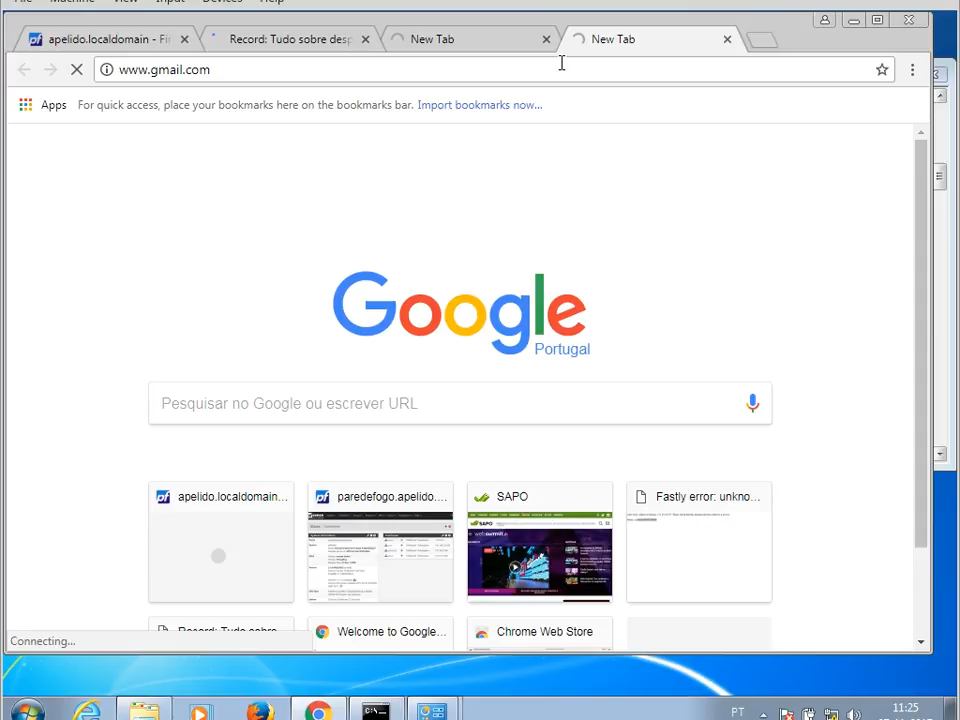 File Machine View Input Devices Help
apelido.localdomain - Fi
Record: Tudo sobre desp
New Tab
New Tab
www.gmail.com
Apps
For quick access, place your bookmarks here on the bookmarks bar. Import bookmarks now...
Google
Portugal
Pesquisar no Google ou escrever URL
apelido.localdomain...
paredefogo.apelido....
SAPO
Fastly error: unkno...
Record: Tudo sobre
Welcome to Google...
Chrome Web Store
Connecting...
PT
11:25